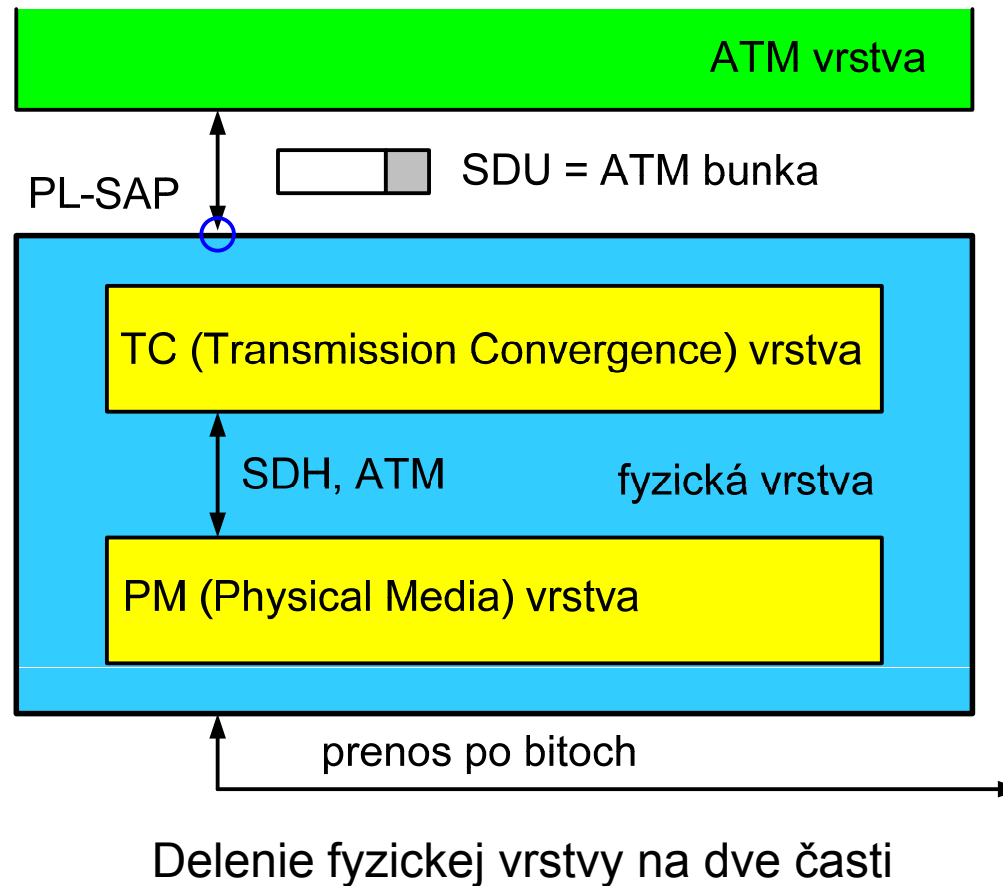 ATM vrstva
PL-SAP
SDU = ATM bunka
TC (Transmission Convergence) vrstva
SDH, ATM
fyzická vrstva
PM (Physical Media) vrstva
prenos po bitoch
Delenie fyzickej vrstvy na dve časti